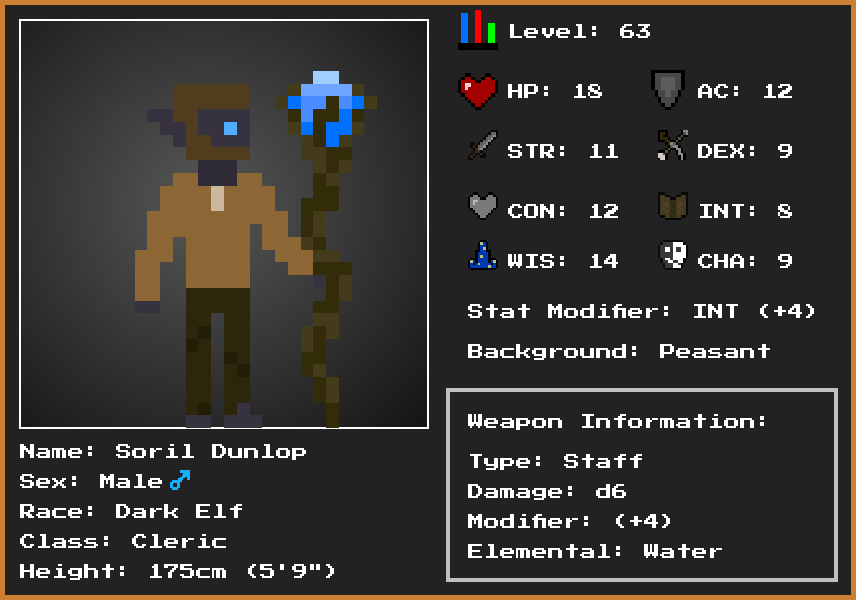 Level: 63
HP: 18
AC: 12
STR: 11
DEX: 9
CON: 12
INT: 8
WIS: 14
CHA: 9
Stat Modifier: INT (+4)
Background: Peasant
Weapon Information:
Type: Staff
Damage: d6
Modifier: (+4)
Elemental: Water
Name: Soril Dunlop
Sex: Male♂
Race: Dark Elf
Class: Cleric
Height: 175cm (5'9")